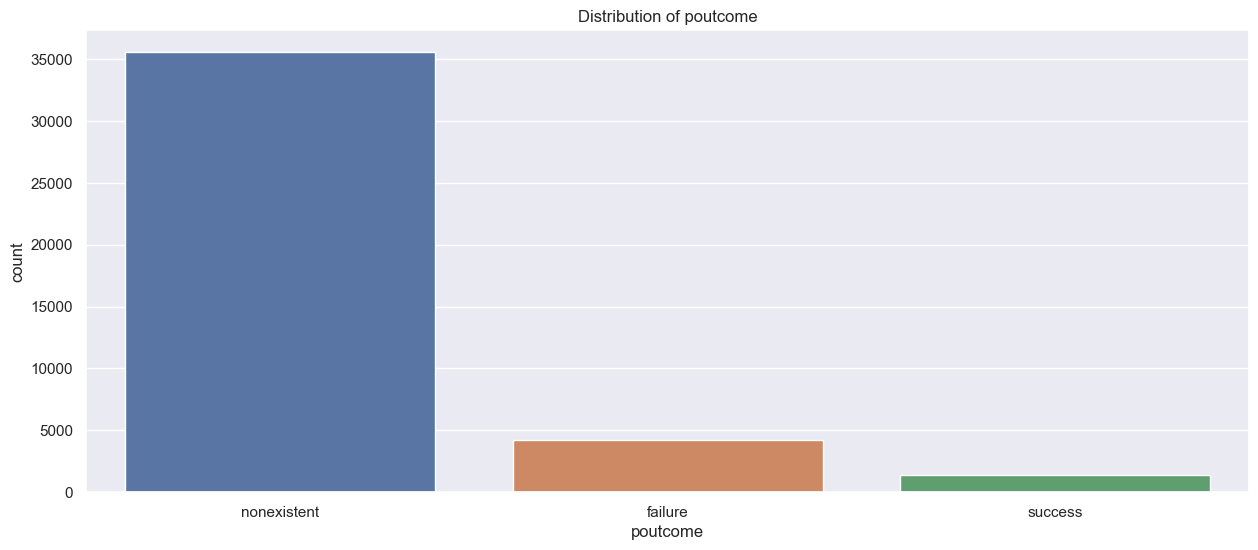 Distribution of poutcome
35000
30000
25000
20000
15000
10000
5000
0
count
nonexistent failure success
poutcome